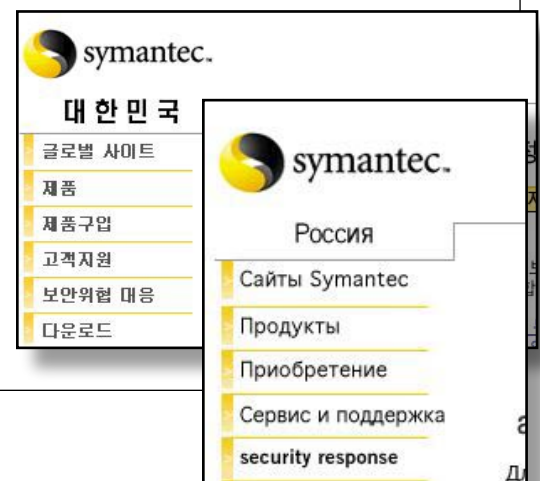 symantec.
대한민국
글로벌 사이트
제품
제품구입
고객지원
보안위협 대응
다운로드
symantec.
Россия
Сайты Symantec
Продукты
Приобретение
Сервис и поддержка
security response